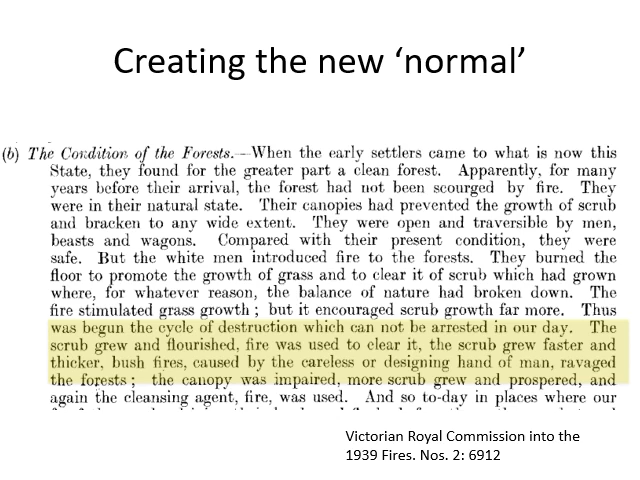 Creating the new ‘normal’
(b) The Condition of the Forests.—When the early settlers came to what is now this
State, they found for the greater part a clean forest. Apparently, for many
years before their arrival, the forest had not been scourged by fire. They
were in their natural state. Their canopies had prevented the growth of scrub
and bracken to any wide extent. They were open and traversible by men,
beasts and wagons. Compared with their present condition, they were
safe. But the white men introduced fire to the forests. They burned the
floor to promote the growth of grass and to clear it of scrub which had grown
where, for whatever reason, the balance of nature had broken down. The
fire stimulated grass growth ; but it encouraged scrub growth far more. Thus
was begun the cycle of destruction which can not be arrested in our day. The
scrub grew and flourished, fire was used to clear it, the scrub grew faster and
thicker, bush fires, caused by the careless or designing hand of man, ravaged
the forests ; the canopy was impaired, more scrub grew and prospered, and
again the cleansing agent, fire, was used. And so to-day in places where our
Victorian Royal Commission into the
1939 Fires. Nos. 2: 6912